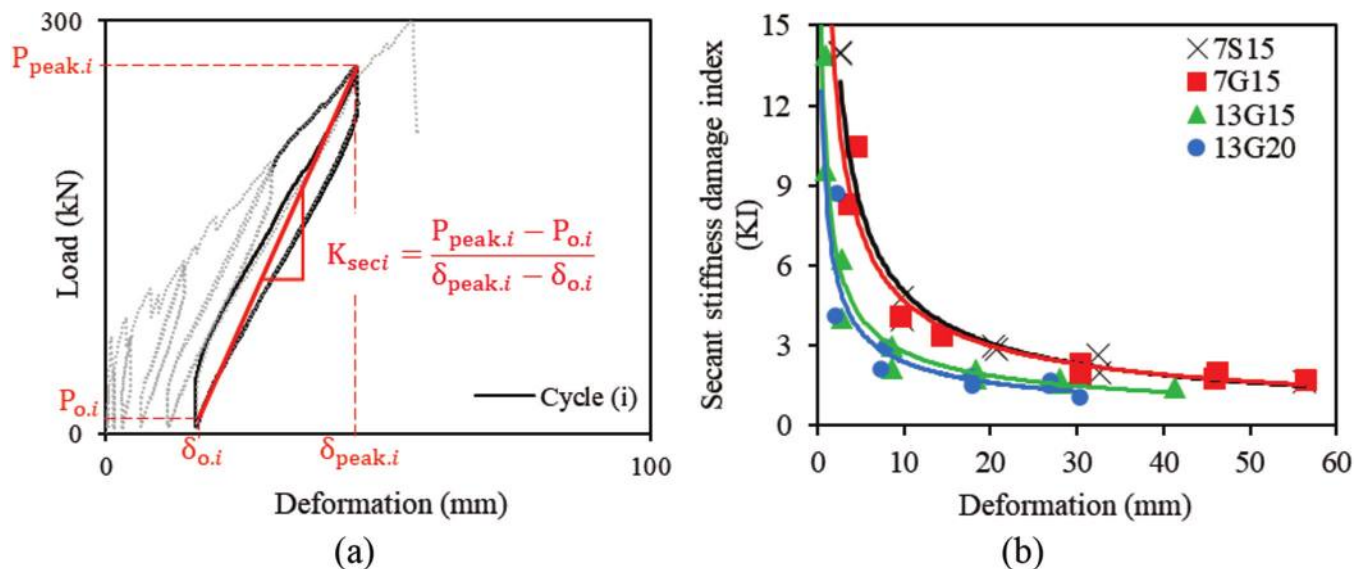 300
P_peak.i
Load (kN)
K_seci = (P_peak.i − P_o.i) / (δ_peak.i − δ_o.i)
P_o.i
Cycle (i)
0
0
δ_o.i
δ_peak.i
100
Deformation (mm)
(a)
Secant stiffness damage index
(KI)
15
12
9
6
3
0
7S15
7G15
13G15
13G20
0 10 20 30 40 50 60
Deformation (mm)
(b)